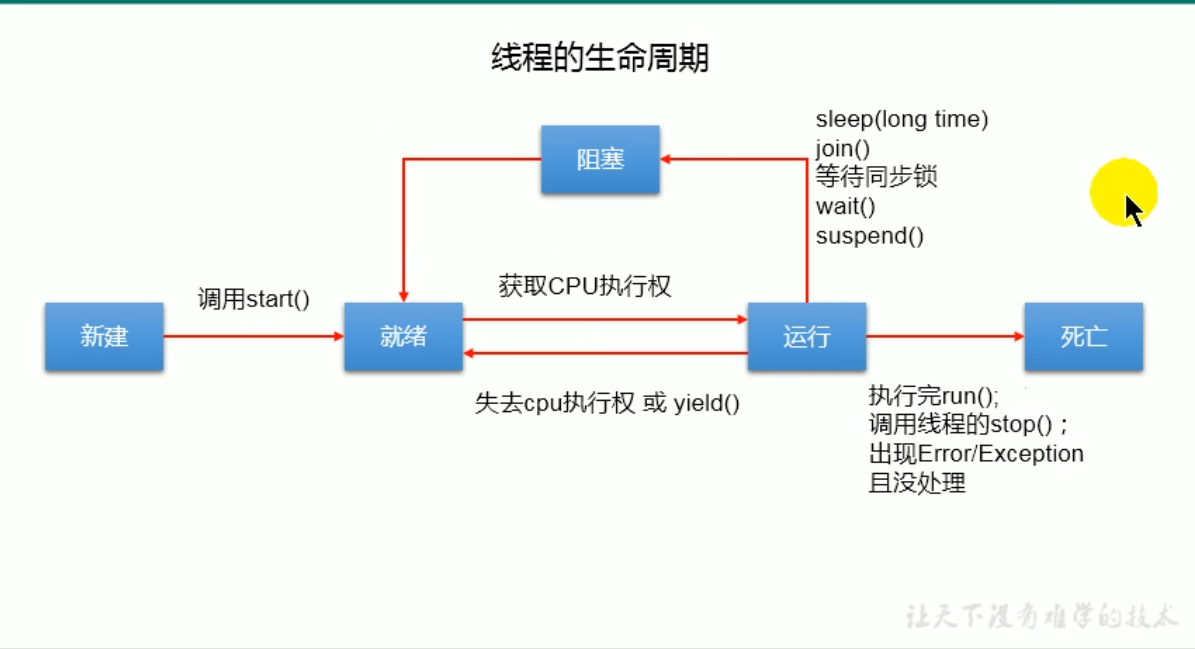 线程的生命周期
sleep(long time)
join()
等待同步锁
wait()
suspend()
阻塞
获取CPU执行权
调用start()
新建
就绪
运行
死亡
失去cpu执行权 或 yield()
执行完run();
调用线程的stop()；
出现Error/Exception
且没处理
让天下没有难学的技术